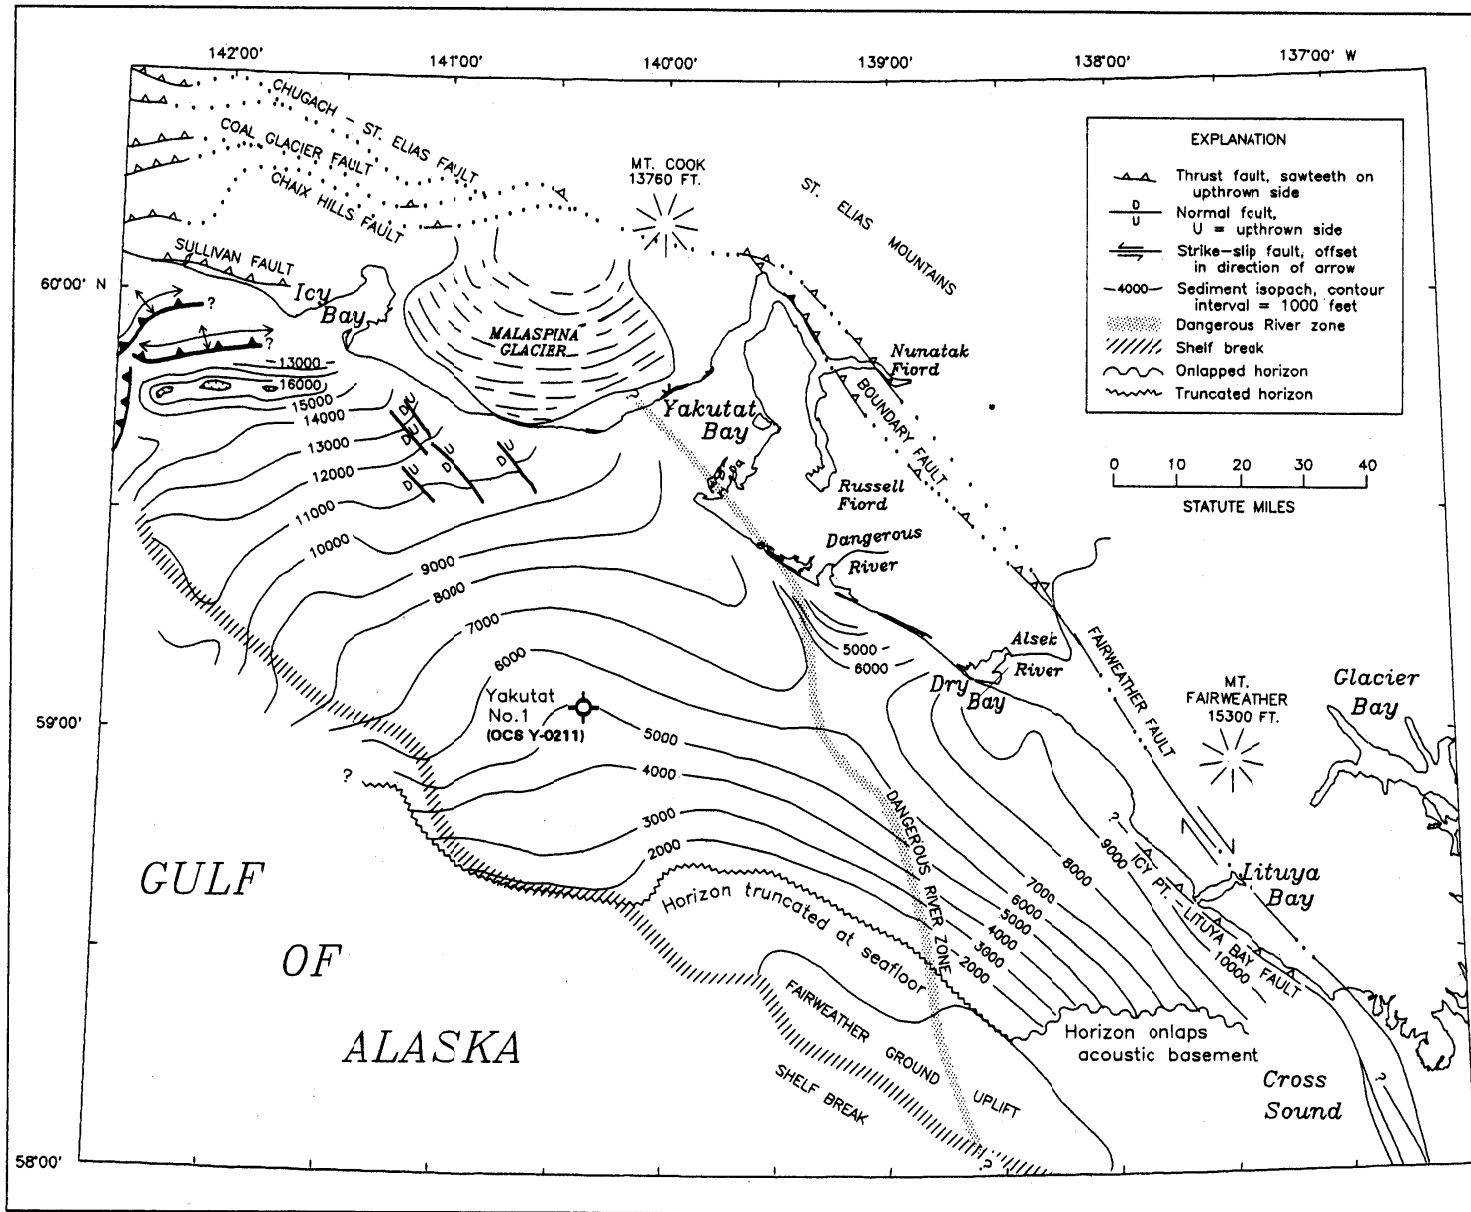 142°00'
141°00'
140°00'
139°00'
138°00'
137°00' W
CHUGACH – ST. ELIAS FAULT
COAL GLACIER FAULT
CHAIX HILLS FAULT
SULLIVAN FAULT
MT. COOK
13760 FT.
ST. ELIAS
MOUNTAINS
EXPLANATION
Thrust fault, sawteeth on
upthrown side
D
U
Normal fault,
U = upthrown side
Strike–slip fault, offset
in direction of arrow
4000
Sediment isopach, contour
interval = 1000 feet
Dangerous River zone
Shelf break
Onlapped horizon
Truncated horizon
0 10 20 30 40
STATUTE MILES
60°00' N
Icy
Bay
?
?
MALASPINA
GLACIER
Nunatak
Fiord
Yakutat
Bay
BOUNDARY FAULT
Russell
Fiord
Dangerous
River
13000
16000
15000
14000
13000
12000
11000
10000
9000
8000
7000
6000
D U
D U
D U
U D
U D
5000
6000
Alsek
River
Dry
Bay
FAIRWEATHER FAULT
MT.
FAIRWEATHER
15300 FT.
Glacier
Bay
59°00'
Yakutat
No.1
(OCS Y-0211)
5000
4000
3000
2000
?
DANGEROUS RIVER ZONE
?
ICY PT. – LITUYA BAY FAULT
Lituya
Bay
9000
8000
7000
6000
5000
4000
3000
2000
10000
Horizon truncated at seafloor
GULF
OF
ALASKA
FAIRWEATHER GROUND UPLIFT
SHELF BREAK
Horizon onlaps
acoustic basement
Cross
Sound
?
?
58°00'